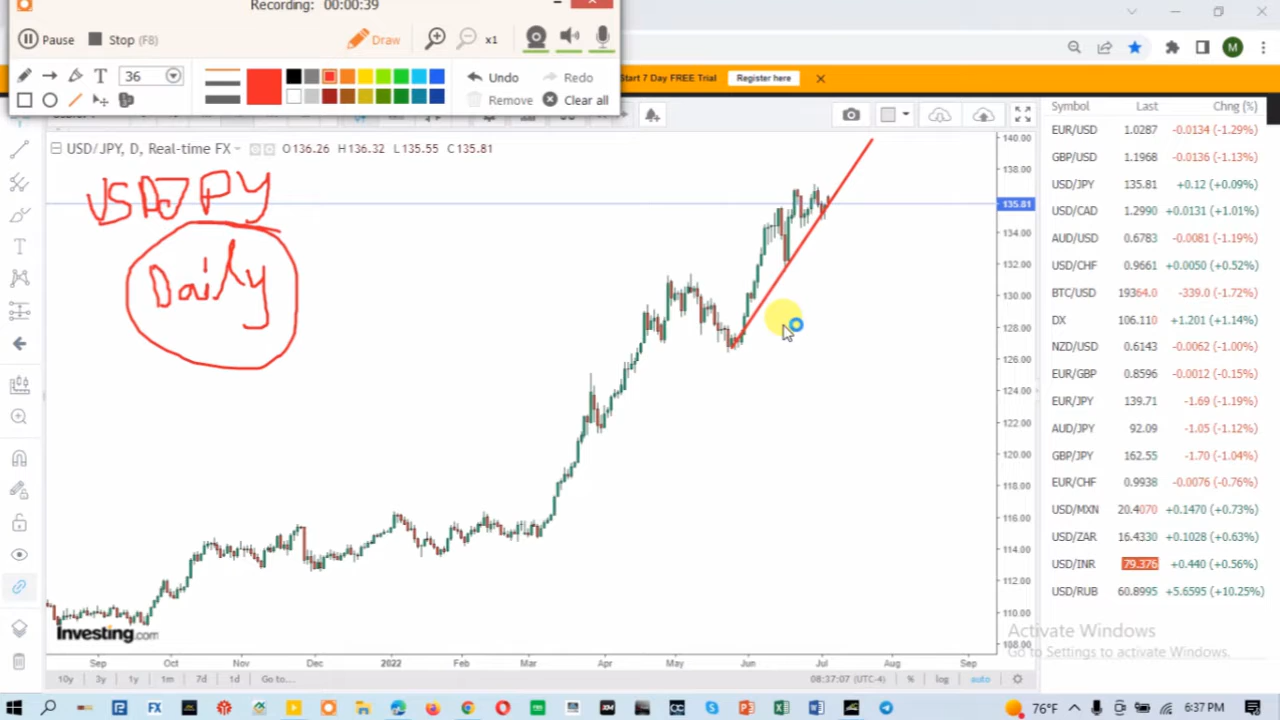 Recording: 00:00:39
Pause Stop (F8) Draw x1
T 36 Undo Redo
Remove Clear all
Start 7 Day FREE Trial Register here
M
USD/JPY, D, Real-time FX O136.26 H136.32 L135.55 C135.81
USDJPY
Daily
140.00
138.00
135.81
134.00
132.00
130.00
128.00
126.00
124.00
122.00
120.00
118.00
116.00
114.00
112.00
110.00
108.00
Investing.com
Sep Oct Nov Dec 2022 Feb Mar Apr May Jun Jul Aug Sep
10y 3y 1y 1m 7d 1d Go to... 08:37:07 (UTC-4) % log auto
Symbol Last Chng (%)
EUR/USD 1.0287 -0.0134 (-1.29%)
GBP/USD 1.1968 -0.0136 (-1.13%)
USD/JPY 135.81 +0.12 (+0.09%)
USD/CAD 1.2990 +0.0131 (+1.01%)
AUD/USD 0.6783 -0.0081 (-1.19%)
USD/CHF 0.9661 +0.0050 (+0.52%)
BTC/USD 19364.0 -339.0 (-1.72%)
DX 106.110 +1.201 (+1.14%)
NZD/USD 0.6143 -0.0062 (-1.00%)
EUR/GBP 0.8596 -0.0012 (-0.15%)
EUR/JPY 139.71 -1.69 (-1.19%)
AUD/JPY 92.09 -1.05 (-1.12%)
GBP/JPY 162.55 -1.70 (-1.04%)
EUR/CHF 0.9938 -0.0076 (-0.76%)
USD/MXN 20.4070 +0.1470 (+0.73%)
USD/ZAR 16.4330 +0.1028 (+0.63%)
USD/INR 79.376 +0.440 (+0.56%)
USD/RUB 60.8995 +5.6595 (+10.25%)
Activate Windows
Go to Settings to activate Windows.
76°F 6:37 PM